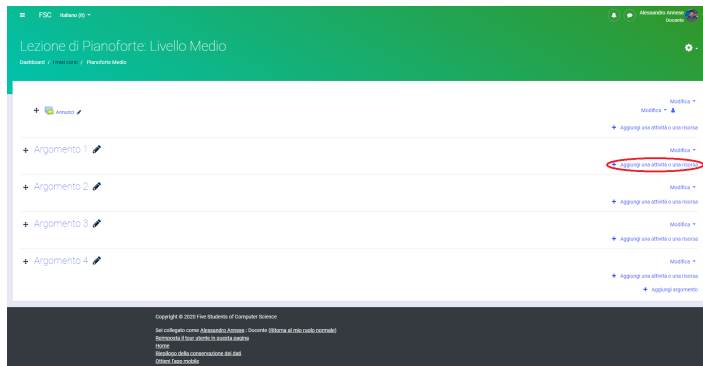 FSC Italiano (it)
Alessandro Annese
Docente
Lezione di Pianoforte: Livello Medio
Dashboard / I miei corsi / Pianoforte Medio
Modifica
Annunci
Modifica
Aggiungi una attività o una risorsa
Argomento 1
Modifica
Aggiungi una attività o una risorsa
Argomento 2
Modifica
Aggiungi una attività o una risorsa
Argomento 3
Modifica
Aggiungi una attività o una risorsa
Argomento 4
Modifica
Aggiungi una attività o una risorsa
Aggiungi argomento
Copyright © 2020 Five Students of Computer Science
Sei collegato come Alessandro Annese : Docente (Ritorna al mio ruolo normale)
Reimposta il tour utente in questa pagina
Home
Riepilogo della conservazione dei dati
Ottieni l'app mobile